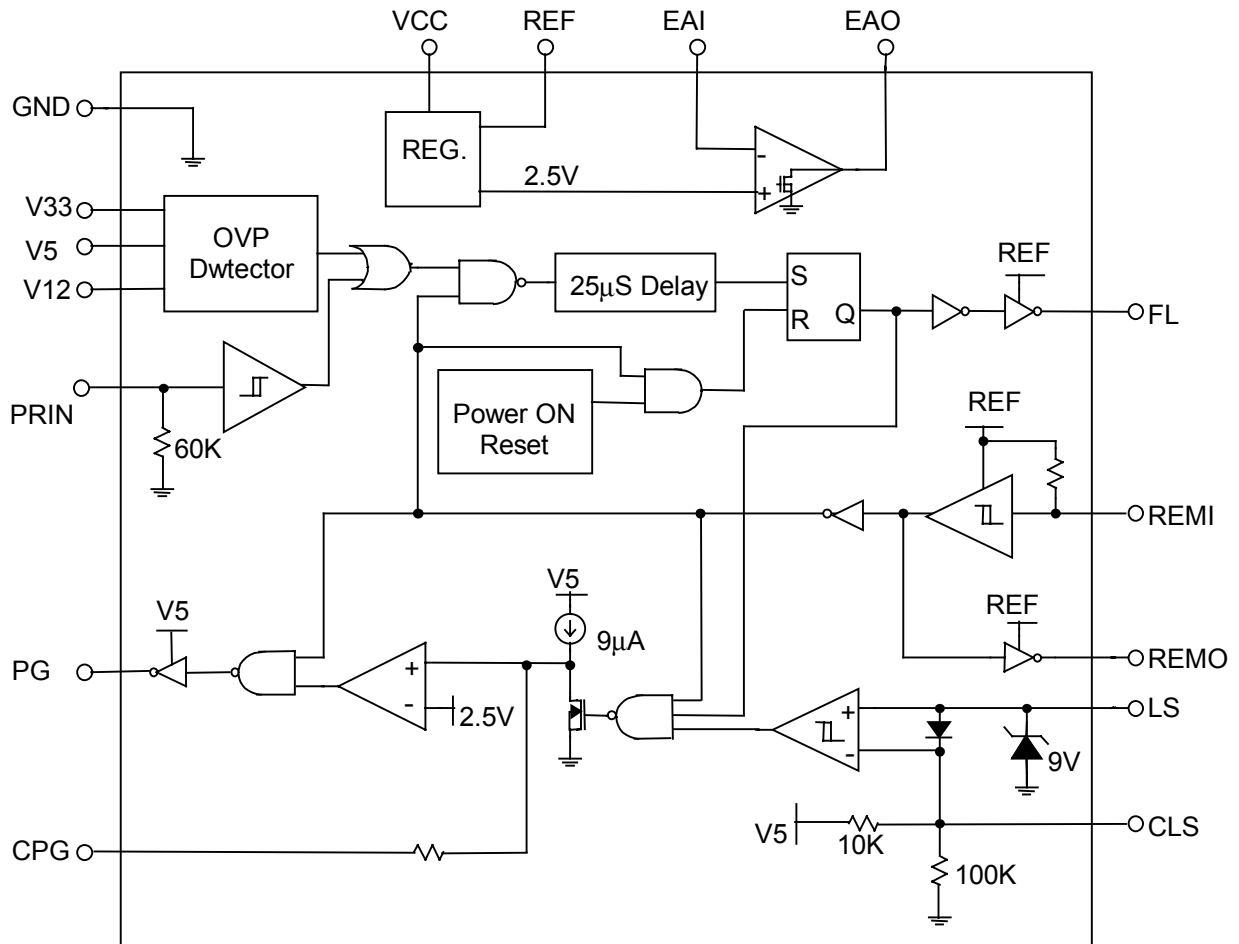 VCC REF EAI EAO
GND
REG.
2.5V
-
+
V33
V5
V12
OVP
Dwtector
25μS Delay
S
R Q
REF
FL
PRIN
60K
Power ON
Reset
REF
REMI
V5
9μA
V5
REF
PG
REMO
+
-
2.5V
+
-
LS
9V
V5
10K
CLS
CPG
100K